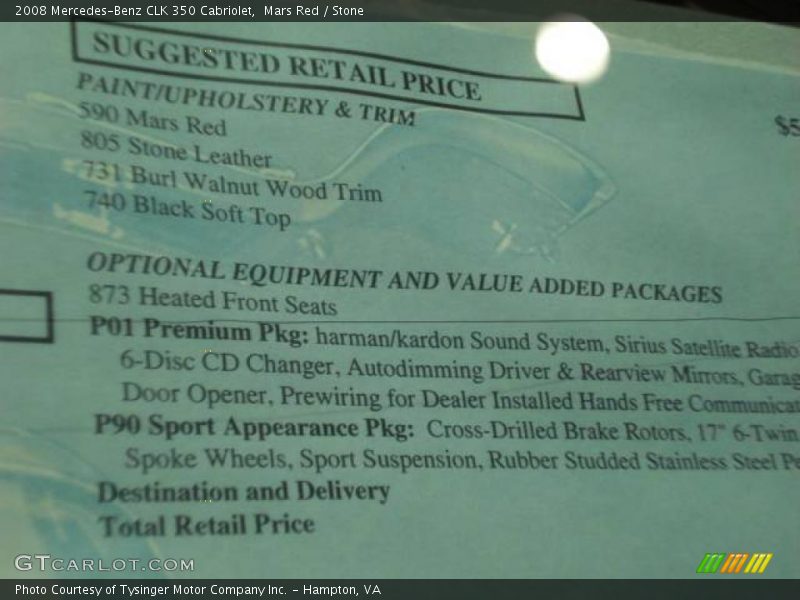 2008 Mercedes-Benz CLK 350 Cabriolet,  Mars Red / Stone
SUGGESTED RETAIL PRICE
$5
PAINT/UPHOLSTERY & TRIM
590 Mars Red
805 Stone Leather
731 Burl Walnut Wood Trim
740 Black Soft Top
OPTIONAL EQUIPMENT AND VALUE ADDED PACKAGES
873 Heated Front Seats
P01 Premium Pkg: harman/kardon Sound System, Sirius Satellite Radio
6-Disc CD Changer, Autodimming Driver & Rearview Mirrors, Garag
Door Opener, Prewiring for Dealer Installed Hands Free Communicat
P90 Sport Appearance Pkg: Cross-Drilled Brake Rotors, 17" 6-Twin
Spoke Wheels, Sport Suspension, Rubber Studded Stainless Steel Pe
Destination and Delivery
Total Retail Price
GTCARLOT.COM
Photo Courtesy of Tysinger Motor Company Inc. - Hampton, VA